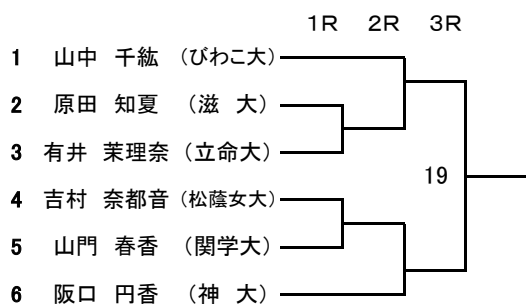 １R ２R ３R
1 山中 千紘 （びわこ大）
2 原田 知夏 （滋 大）
3 有井 茉理奈 （立命大）
19
4 吉村 奈都音 （松蔭女大）
5 山門 春香 （関学大）
6 阪口 円香 （神 大）